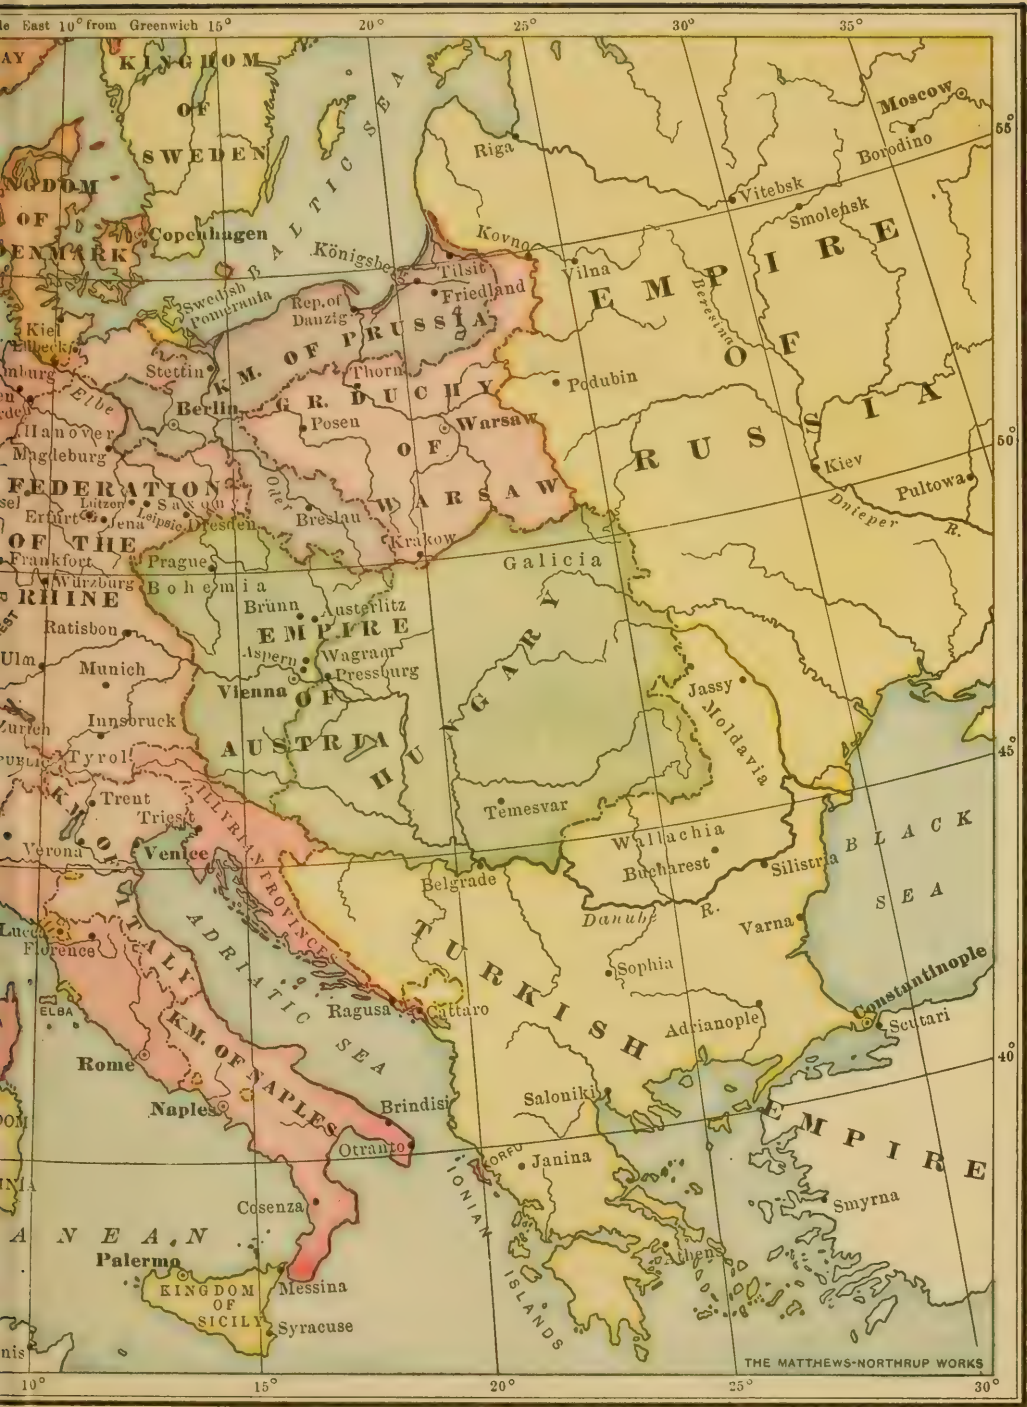 East 10° from Greenwich 15° 20° 25° 30° 35°
KINGDOM
OF
SWEDEN
BALTIC SEA
Riga
Moscow
55°
Borodino
Vitebsk
Smolensk
OF
DENMARK
Copenhagen
Kovno
Vilna
Beresina
EMPIRE
OF
RUSSIA
Königsbe
Tilsit
Friedland
Swedish
Pomerania
Rep. of
Danzig
KM. OF PRUSSIA
Kiel
Lübeck
Stettin
Elbe
Berlin
Thorn
GR. DUCHY
OF
WARSAW
Posen
Warsaw
Podubin
Kiev
50°
Pultowa
Dnieper R.
Hanover
Magdeburg
FEDERATION
OF THE
RHINE
Lützen
Saxony
Erfurt
Jena
Leipsic
Dresden
Oder
Breslau
Krakow
Frankfort
Würzburg
Prague
Bohemia
Galicia
Brünn
Austerlitz
EMPIRE
OF
AUSTRIA
HUNGARY
Ratisbon
Aspern
Wagram
Pressburg
Vienna
Ulm
Munich
Innsbruck
Zurich
Tyrol
Jassy
Moldavia
45°
Temesvar
KM. OF
ITALY
Trent
Triest
Verona
Venice
ILLYRIAN PROVINCES
Wallachia
Bucharest
Silistria
BLACK
SEA
Belgrade
Danube R.
Varna
ADRIATIC
SEA
Lucca
Florence
ELBA
Ragusa
Cattaro
TURKISH
EMPIRE
Sophia
Adrianople
Constantinople
Scutari
40°
Rome
KM. OF NAPLES
Naples
Brindisi
Otranto
Saloniki
KORFU
Janina
IONIAN
ISLANDS
Smyrna
Athens
Cosenza
ANEAN
Palermo
Messina
KINGDOM
OF
SICILY
Syracuse
THE MATTHEWS-NORTHRUP WORKS
10° 15° 20° 25° 30°